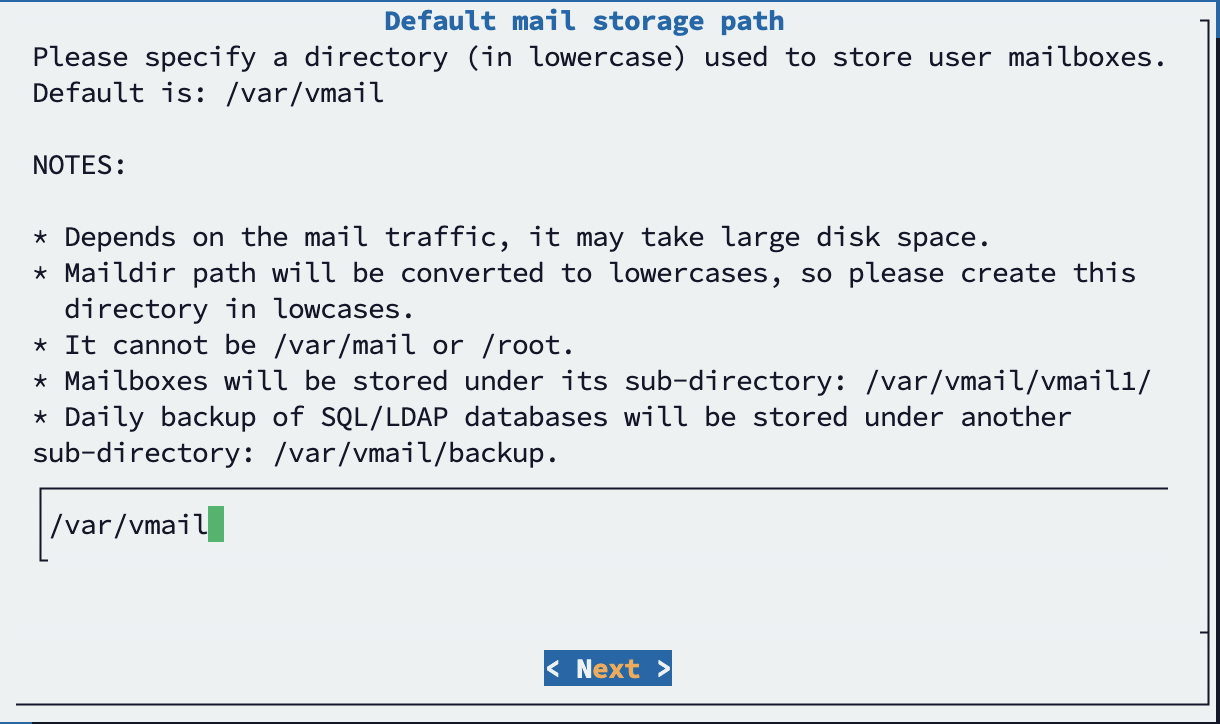 Default mail storage path
Please specify a directory (in lowercase) used to store user mailboxes.
Default is: /var/vmail
NOTES:
* Depends on the mail traffic, it may take large disk space.
* Maildir path will be converted to lowercases, so please create this
directory in lowcases.
* It cannot be /var/mail or /root.
* Mailboxes will be stored under its sub-directory: /var/vmail/vmail1/
* Daily backup of SQL/LDAP databases will be stored under another
sub-directory: /var/vmail/backup.
/var/vmail
< Next >